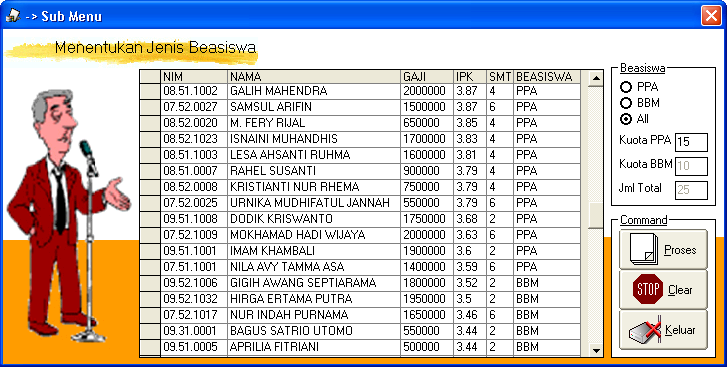 -> Sub Menu
Menentukan Jenis Beasiswa
NIM NAMA GAJI IPK SMT BEASISWA
08.51.1002 GALIH MAHENDRA 2000000 3.87 4 PPA
07.52.0027 SAMSUL ARIFIN 1500000 3.87 6 PPA
08.52.0020 M. FERY RIJAL 650000 3.85 4 PPA
08.52.1023 ISNAINI MUHANDHIS 1700000 3.83 4 PPA
08.51.1003 LESA AHSANTI RUHMA 1600000 3.81 4 PPA
08.51.0007 RAHEL SUSANTI 900000 3.79 4 PPA
08.52.0008 KRISTIANTI NUR RHEMA 750000 3.79 4 PPA
07.52.0025 URNIKA MUDHIFATUL JANNAH 550000 3.79 6 PPA
09.51.1008 DODIK KRISWANTO 1750000 3.68 2 PPA
07.52.1009 MOKHAMAD HADI WIJAYA 2000000 3.63 6 PPA
09.51.1001 IMAM KHAMBALI 1900000 3.6 2 PPA
07.51.1001 NILA AVY TAMMA ASA 1400000 3.59 6 PPA
09.52.1006 GIGIH AWANG SEPTIARAMA 1800000 3.52 2 BBM
09.52.1032 HIRGA ERTAMA PUTRA 1950000 3.5 2 BBM
07.52.1017 NUR INDAH PURNAMA 1650000 3.46 6 BBM
09.31.0001 BAGUS SATRIO UTOMO 550000 3.44 2 BBM
09.51.0005 APRILIA FITRIANI 500000 3.44 2 BBM
Beasiswa
PPA
BBM
All
Kuota PPA 15
Kuota BBM 10
Jml Total 25
Command
Proses
STOP Clear
Keluar